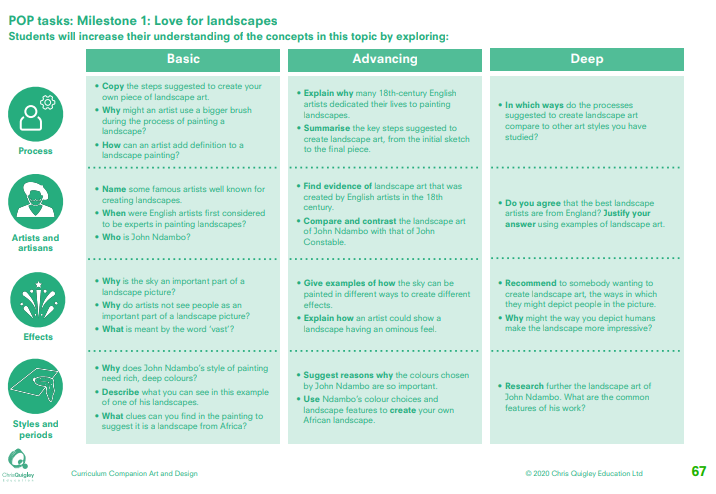 POP tasks: Milestone 1: Love for landscapes
Students will increase their understanding of the concepts in this topic by exploring:
Basic
Advancing
Deep
Process
• Copy the steps suggested to create your
own piece of landscape art.
• Why might an artist use a bigger brush
during the process of painting a
landscape?
• How can an artist add definition to a
landscape painting?
• Explain why many 18th-century English
artists dedicated their lives to painting
landscapes.
• Summarise the key steps suggested to
create landscape art, from the initial sketch
to the final piece.
• In which ways do the processes
suggested to create landscape art
compare to other art styles you have
studied?
Artists and
artisans
• Name some famous artists well known for
creating landscapes.
• When were English artists first considered
to be experts in painting landscapes?
• Who is John Ndambo?
• Find evidence of landscape art that was
created by English artists in the 18th
century.
• Compare and contrast the landscape art
of John Ndambo with that of John
Constable.
• Do you agree that the best landscape
artists are from England? Justify your
answer using examples of landscape art.
Effects
• Why is the sky an important part of a
landscape picture?
• Why do artists not see people as an
important part of a landscape picture?
• What is meant by the word 'vast'?
• Give examples of how the sky can be
painted in different ways to create different
effects.
• Explain how an artist could show a
landscape having an ominous feel.
• Recommend to somebody wanting to
create landscape art, the ways in which
they might depict people in the picture.
• Why might the way you depict humans
make the landscape more impressive?
Styles and
periods
• Why does John Ndambo's style of painting
need rich, deep colours?
• Describe what you can see in this example
of one of his landscapes.
• What clues can you find in the painting to
suggest it is a landscape from Africa?
• Suggest reasons why the colours chosen
by John Ndambo are so important.
• Use Ndambo's colour choices and
landscape features to create your own
African landscape.
• Research further the landscape art of
John Ndambo. What are the common
features of his work?
ChrisQuigley
Education
Curriculum Companion Art and Design
© 2020 Chris Quigley Education Ltd
67